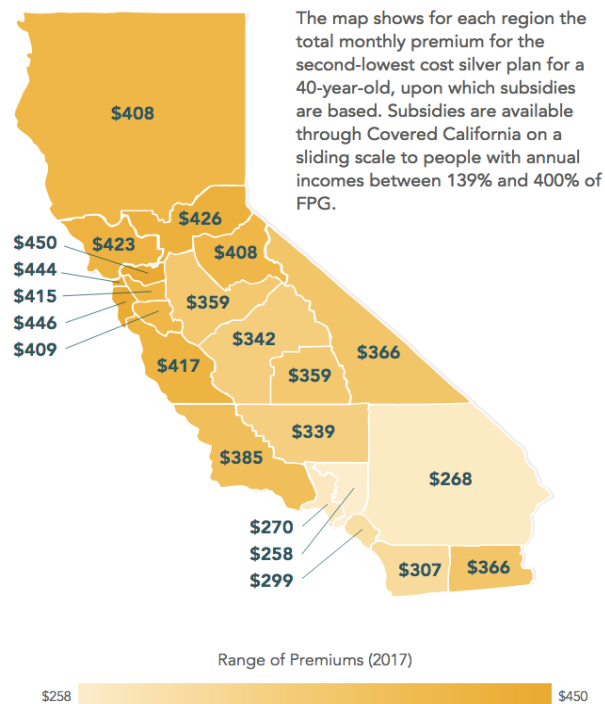 The map shows for each region the
total monthly premium for the
second-lowest cost silver plan for a
40-year-old, upon which subsidies
are based. Subsidies are available
through Covered California on a
sliding scale to people with annual
incomes between 139% and 400% of
FPG.
$408
$426
$450
$423
$408
$444
$415
$359
$446
$342
$409
$366
$417
$359
$339
$385
$268
$270
$258
$299
$307
$366
Range of Premiums (2017)
$258
$450